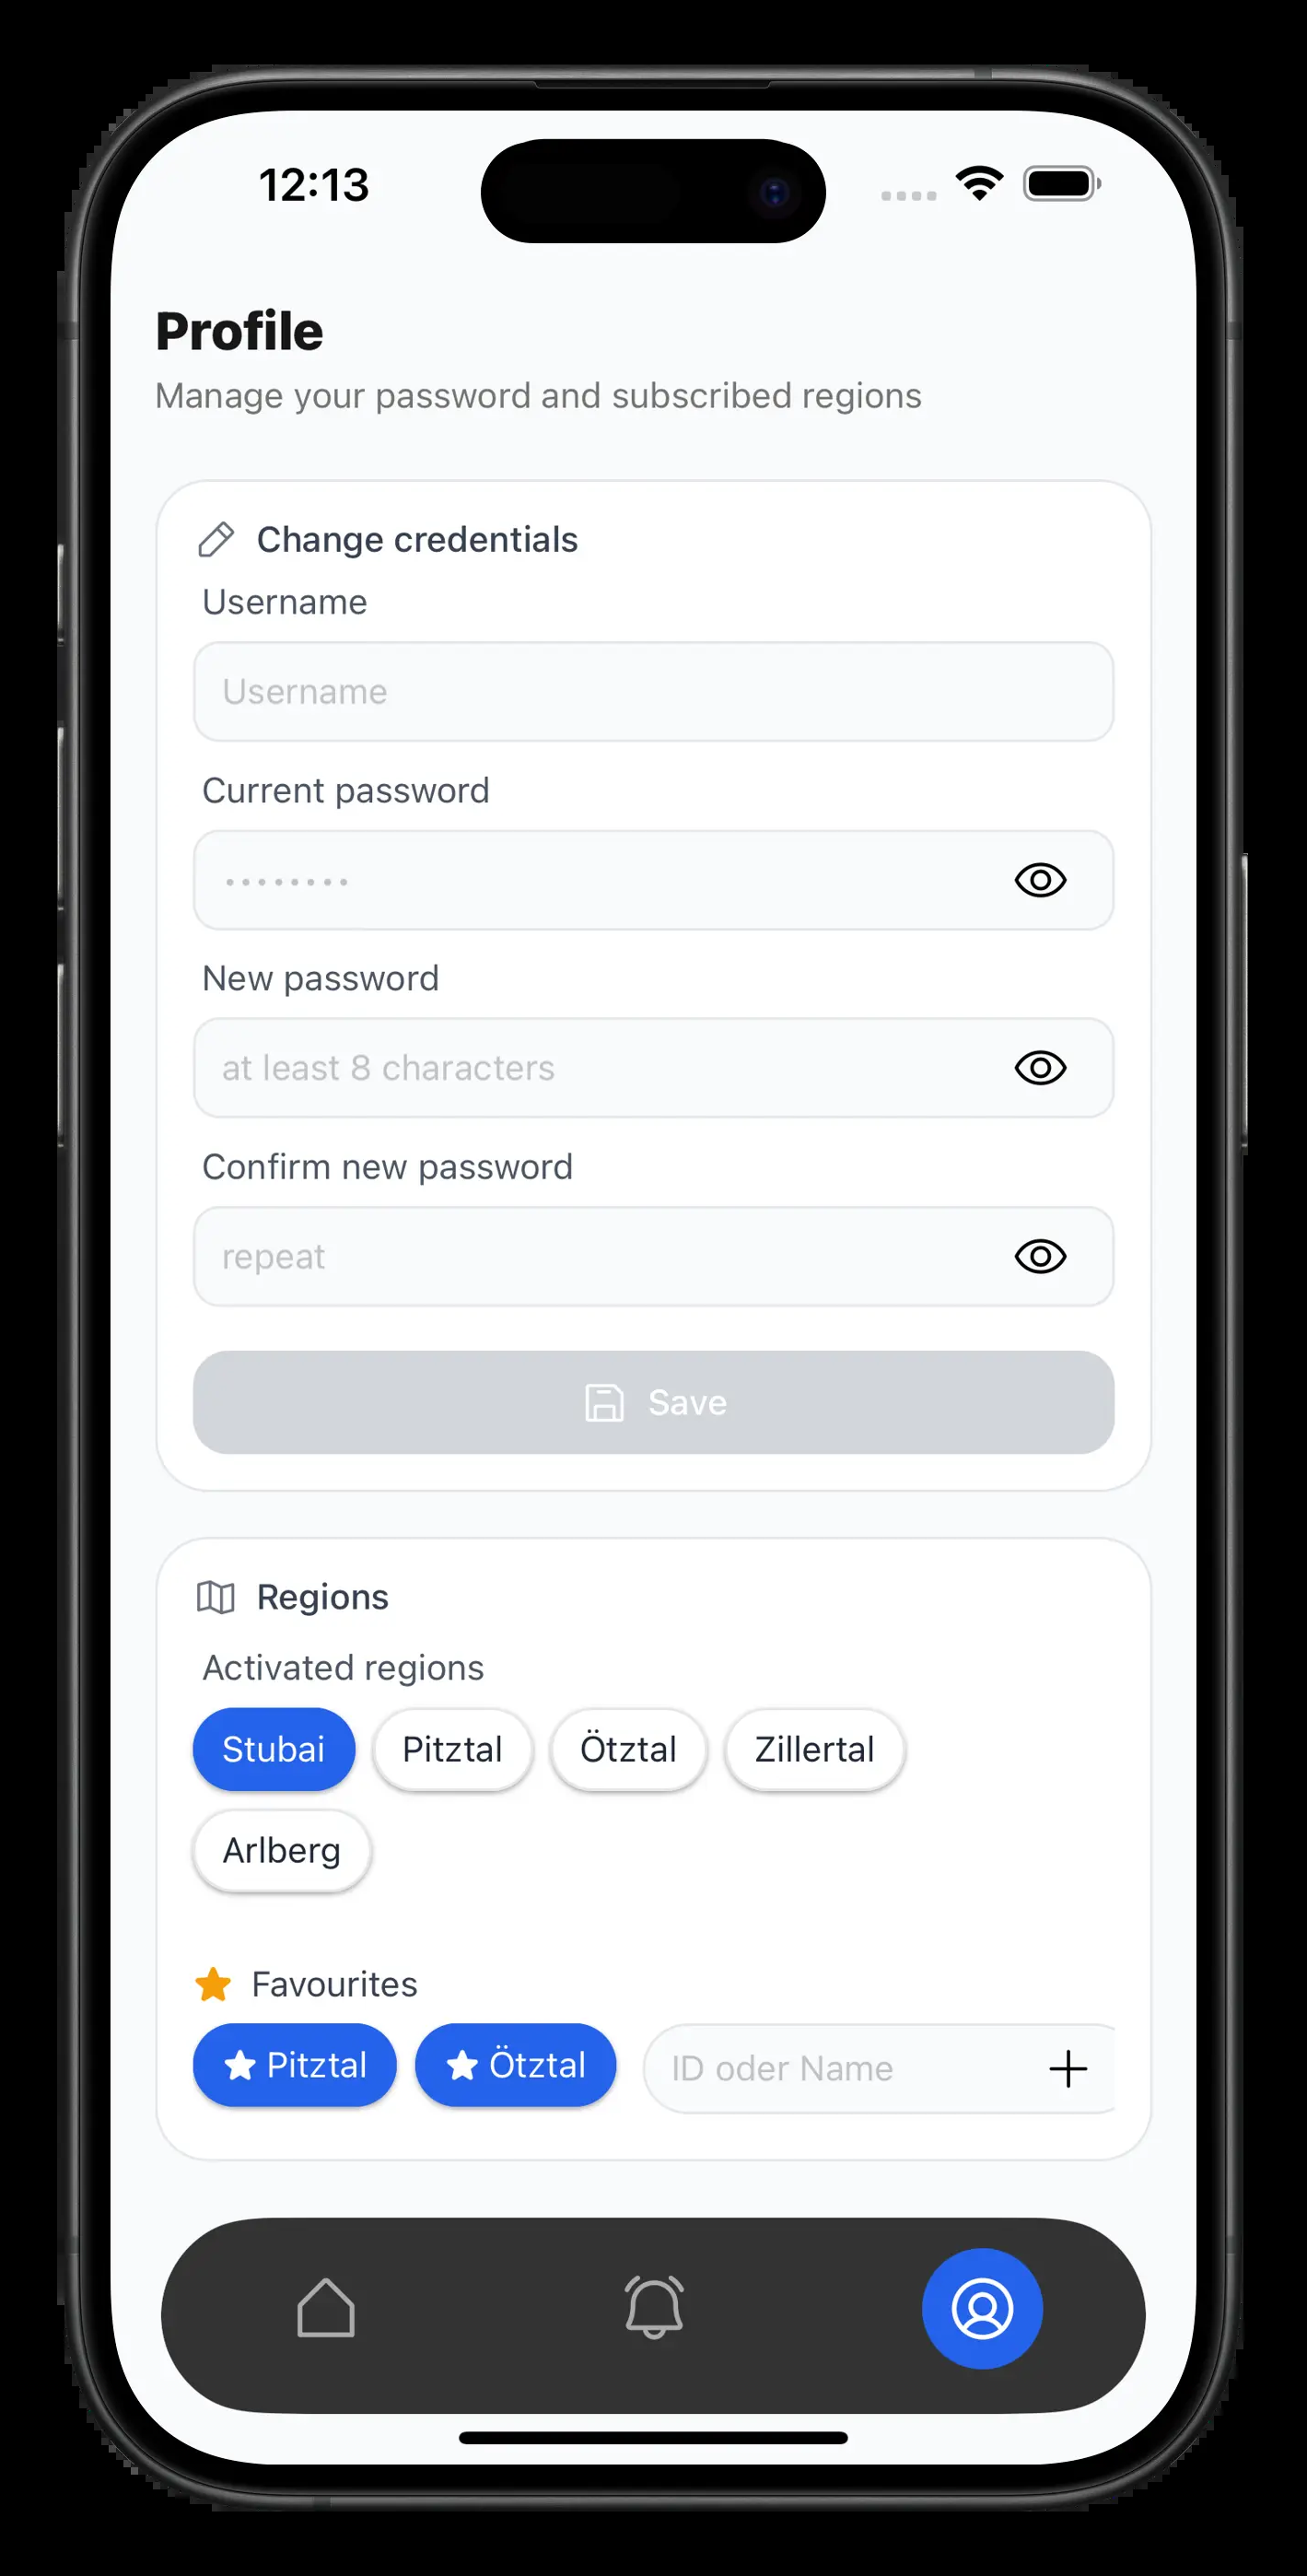 12:13
Profile
Manage your password and subscribed regions
Change credentials
Username
Username
Current password
••••••••
New password
at least 8 characters
Confirm new password
repeat
Save
Regions
Activated regions
Stubai Pitztal Ötztal Zillertal
Arlberg
Favourites
Pitztal Ötztal ID oder Name